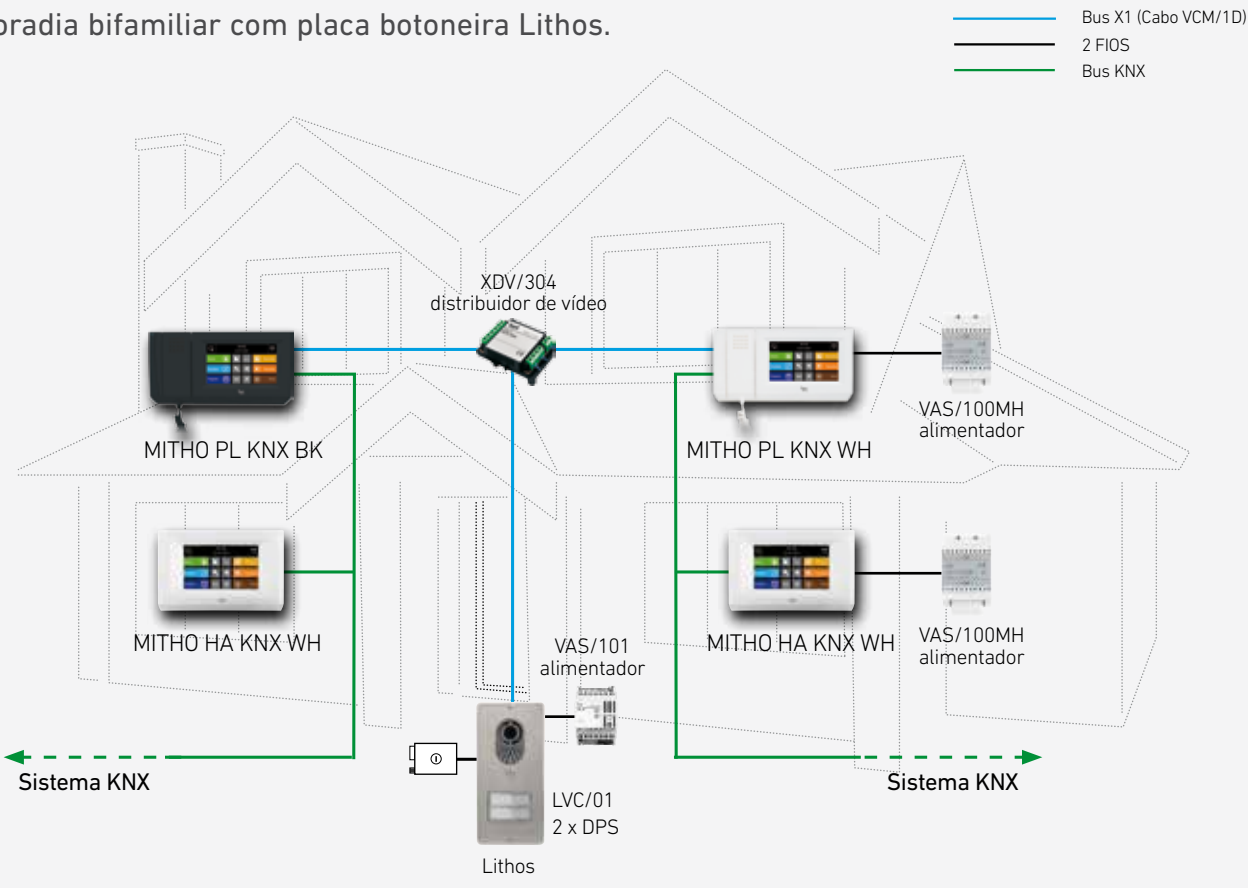 oradia bifamiliar com placa botoneira Lithos.
Bus X1 (Cabo VCM/1D)
2 FIOS
Bus KNX
XDV/304
distribuidor de vídeo
MITHO PL KNX BK
MITHO PL KNX WH
VAS/100MH
alimentador
MITHO HA KNX WH
VAS/101
alimentador
MITHO HA KNX WH
VAS/100MH
alimentador
Sistema KNX
Sistema KNX
LVC/01
2 x DPS
Lithos